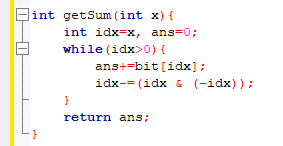 int getSum(int x){
int idx=x, ans=0;
while(idx>0){
ans+=bit[idx];
idx-=(idx & (-idx));
}
return ans;
}